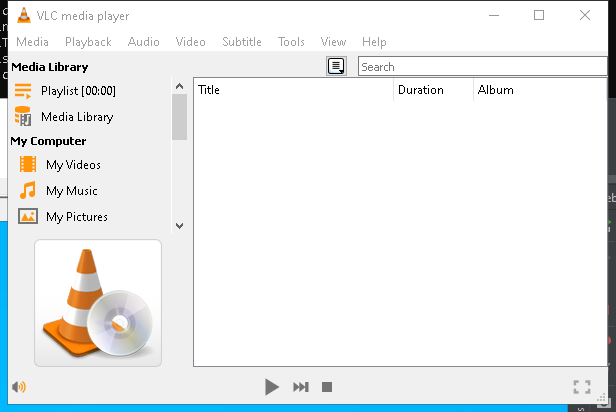 VLC media player
Media Playback Audio Video Subtitle Tools View Help
Media Library
Search
Playlist [00:00]
Title Duration Album
Media Library
My Computer
My Videos
My Music
My Pictures